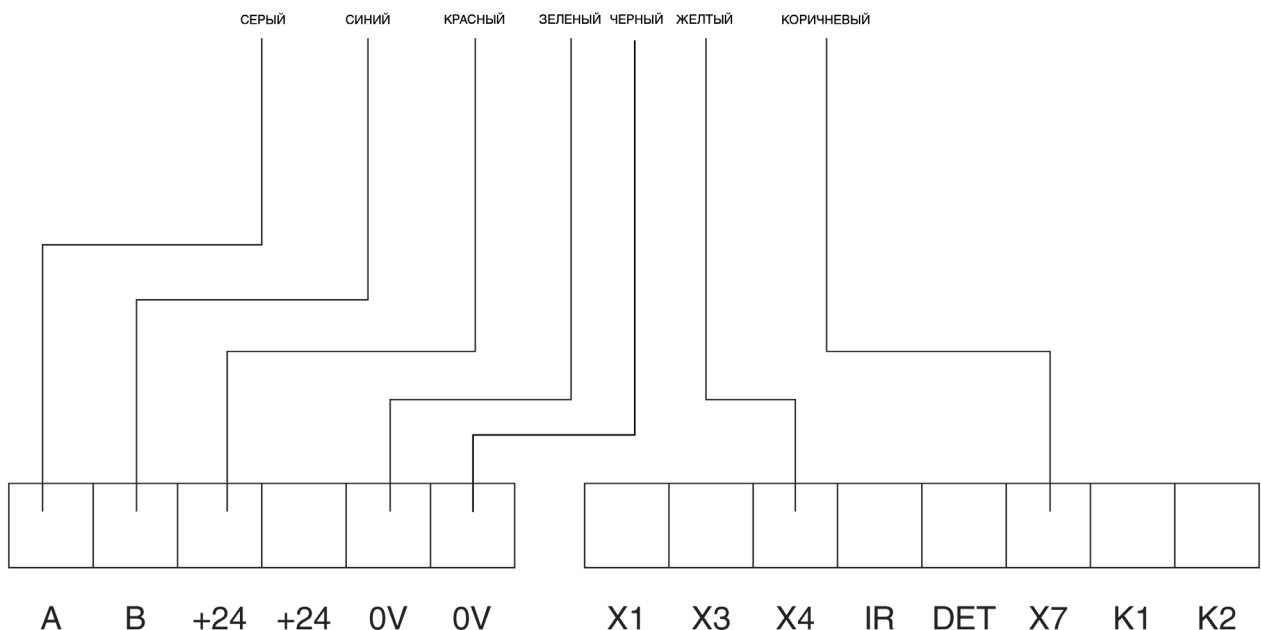 СЕРЫЙ СИНИЙ КРАСНЫЙ ЗЕЛЕНЫЙ ЧЕРНЫЙ ЖЕЛТЫЙ КОРИЧНЕВЫЙ
A B +24 +24 0V 0V X1 X3 X4 IR DET X7 K1 K2